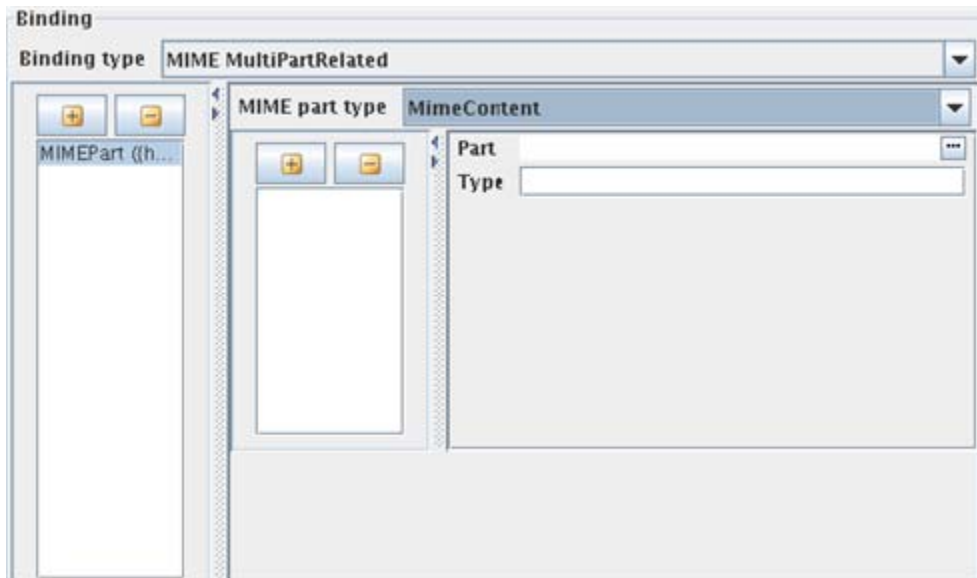 Binding
Binding type MIME MultiPartRelated
MIME part type MimeContent
MIMEPart ((h...
Part
Type